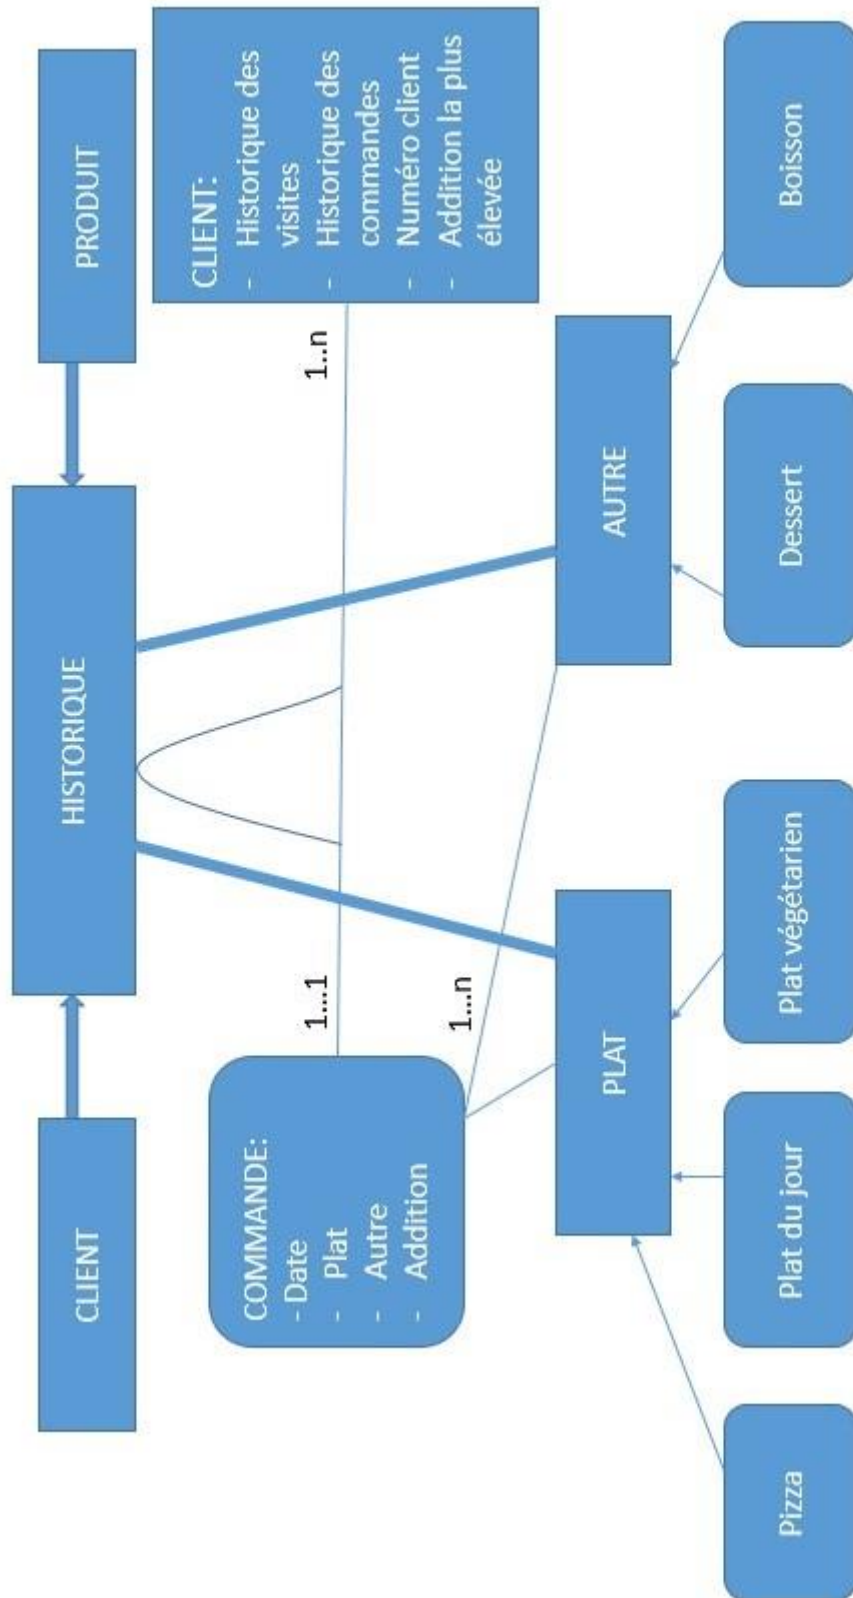 CLIENT
HISTORIQUE
PRODUIT
COMMANDE:
- Date
- Plat
- Autre
- Addition
1...1
1..n
CLIENT:
- Historique des
visites
- Historique des
commandes
- Numéro client
- Addition la plus
élevée
1...n
PLAT
AUTRE
Pizza
Plat du jour
Plat végétarien
Dessert
Boisson